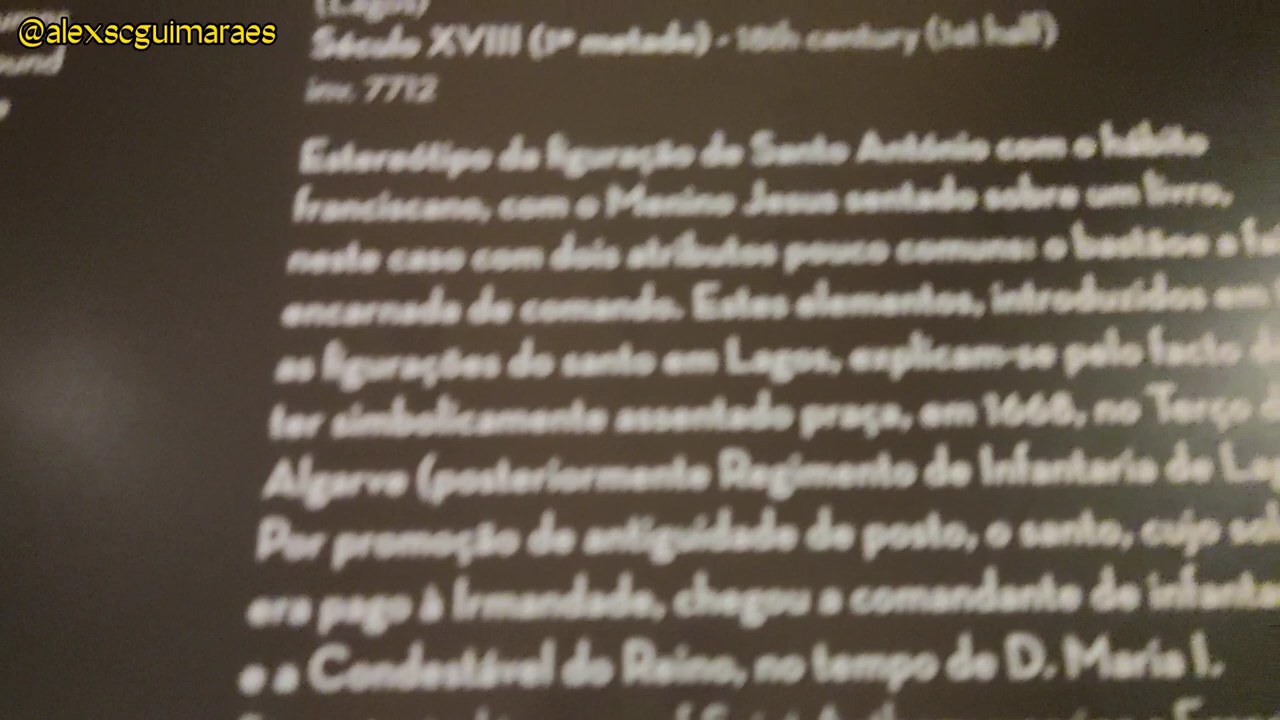 @alexscguimaraes
(Lagos)
Século XVIII (1ª metade) - 18th century (1st half)
ound
inv. 7712
Estereótipo da figuração de Santo António com o hábito
franciscano, com o Menino Jesus sentado sobre um livro,
neste caso com dois atributos pouco comuns: o bastão e a
encarnada de comando. Estes elementos, introduzidos em
as figurações do santo em Lagos, explicam-se pelo facto
ter simbolicamente assentado praça, em 1668, no Terço
Algarve (posteriormente Regimento de Infantaria de
Por promoção de antiguidade de posto, o santo, cujo
era pago à Irmandade, chegou a comandante de
e a Condestável do Reino, no tempo de D. Maria I.